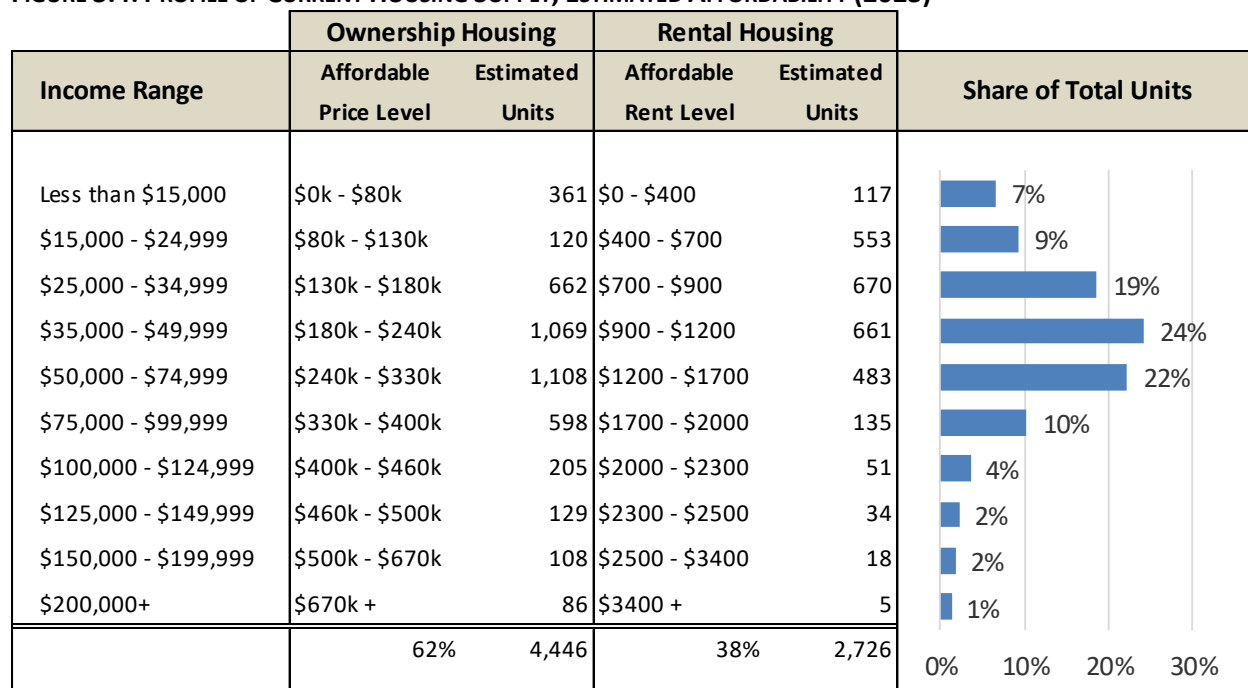 Ownership Housing Rental Housing
Income Range Affordable Price Level Estimated Units Affordable Rent Level Estimated Units Share of Total Units
Less than $15,000 $0k - $80k 361 $0 - $400 117 7%
$15,000 - $24,999 $80k - $130k 120 $400 - $700 553 9%
$25,000 - $34,999 $130k - $180k 662 $700 - $900 670 19%
$35,000 - $49,999 $180k - $240k 1,069 $900 - $1200 661 24%
$50,000 - $74,999 $240k - $330k 1,108 $1200 - $1700 483 22%
$75,000 - $99,999 $330k - $400k 598 $1700 - $2000 135 10%
$100,000 - $124,999 $400k - $460k 205 $2000 - $2300 51 4%
$125,000 - $149,999 $460k - $500k 129 $2300 - $2500 34 2%
$150,000 - $199,999 $500k - $670k 108 $2500 - $3400 18 2%
$200,000+ $670k + 86 $3400 + 5 1%
62% 4,446 38% 2,726
0% 10% 20% 30%